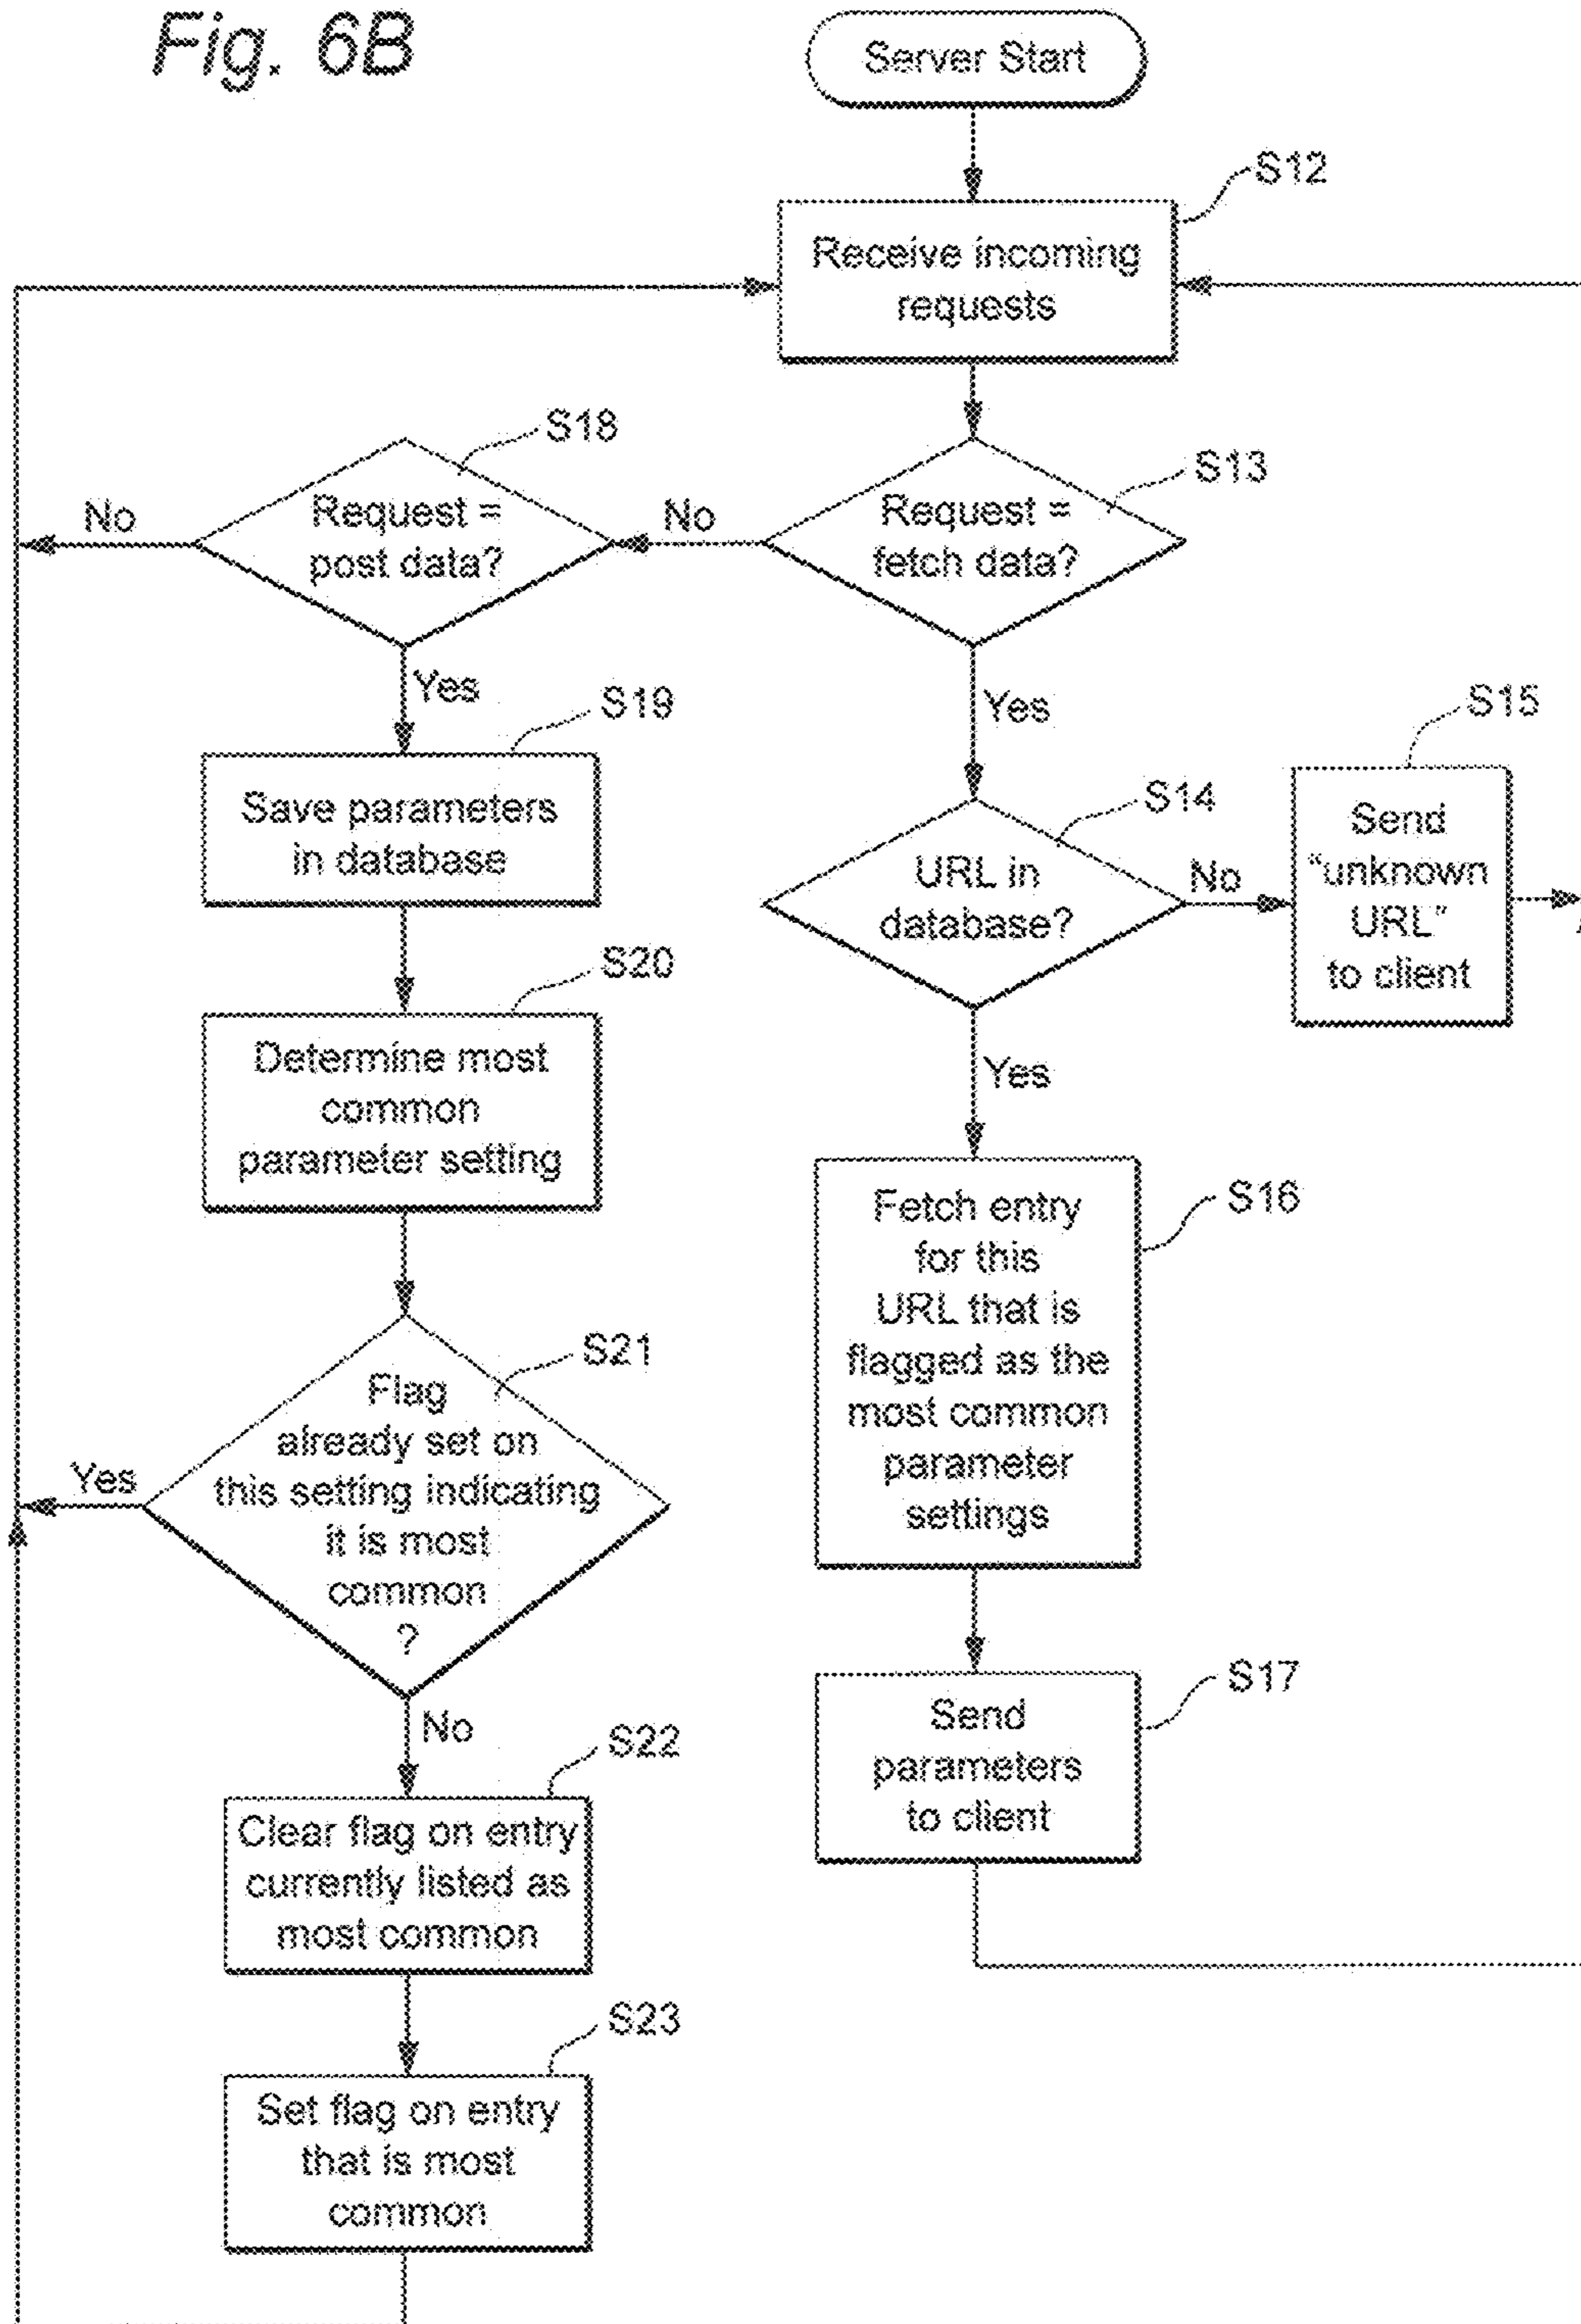 Fig. 6B
Server Start
S12
Receive incoming
requests
S13
Request =
fetch data?
No
Yes
S18
Request =
post data?
No
Yes
S19
Save parameters
in database
S20
Determine most
common
parameter setting
S21
Flag
already set on
this setting indicating
it is most
common
?
Yes
No
S22
Clear flag on entry
currently listed as
most common
S23
Set flag on entry
that is most
common
S14
URL in
database?
No
Yes
S15
Send
“unknown
URL”
to client
S16
Fetch entry
for this
URL that is
flagged as the
most common
parameter
settings
S17
Send
parameters
to client